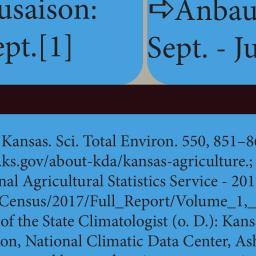 usaison:
ept.[1]
⇨Anbau
Sept. - Ju
Kansas. Sci. Total Environ. 550, 851–8
.ks.gov/about-kda/kansas-agriculture.;
nal Agricultural Statistics Service - 201
Census/2017/Full_Report/Volume_1,_
of the State Climatologist (o. D.): Kans
on, National Climatic Data Center, Ash